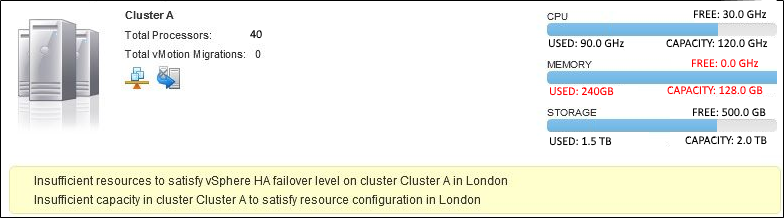 Cluster A
Total Processors: 40
Total vMotion Migrations: 0
CPU FREE: 30.0 GHz
USED: 90.0 GHz CAPACITY: 120.0 GHz
MEMORY FREE: 0.0 GHz
USED: 240GB CAPACITY: 128.0 GB
STORAGE FREE: 500.0 GB
USED: 1.5 TB CAPACITY: 2.0 TB
Insufficient resources to satisfy vSphere HA failover level on cluster Cluster A in London
Insufficient capacity in cluster Cluster A to satisfy resource configuration in London